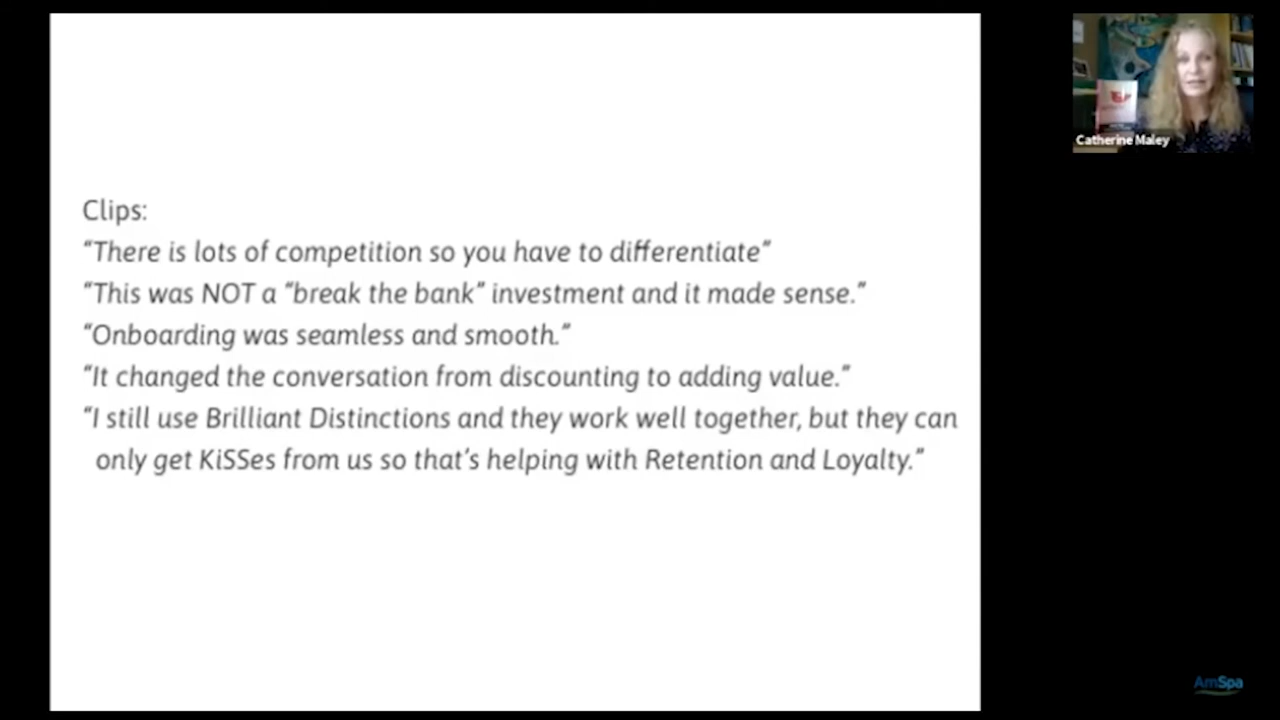 Clips:
“There is lots of competition so you have to differentiate”
“This was NOT a “break the bank” investment and it made sense.”
“Onboarding was seamless and smooth.”
“It changed the conversation from discounting to adding value.”
“I still use Brilliant Distinctions and they work well together, but they can
only get KiSSes from us so that’s helping with Retention and Loyalty.”
Catherine Maley
AmSpa